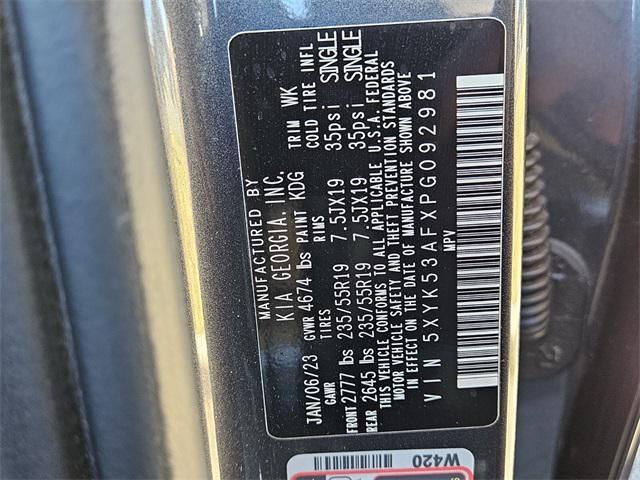 MANUFACTURED BY
KIA GEORGIA, INC.
JAN/06/23 GVWR 4674 lbs PAINT KDG TRIM WK
GAWR TIRES RIMS COLD TIRE INFL
FRONT 2777 lbs 235/55R19 7.5JX19 35psi SINGLE
REAR 2645 lbs 235/55R19 7.5JX19 35psi SINGLE
THIS VEHICLE CONFORMS TO ALL APPLICABLE U.S.A. FEDERAL
MOTOR VEHICLE SAFETY AND THEFT PREVENTION STANDARDS
IN EFFECT ON THE DATE OF MANUFACTURE SHOWN ABOVE
VIN 5XYK53AFXPG092981
MPV
W420